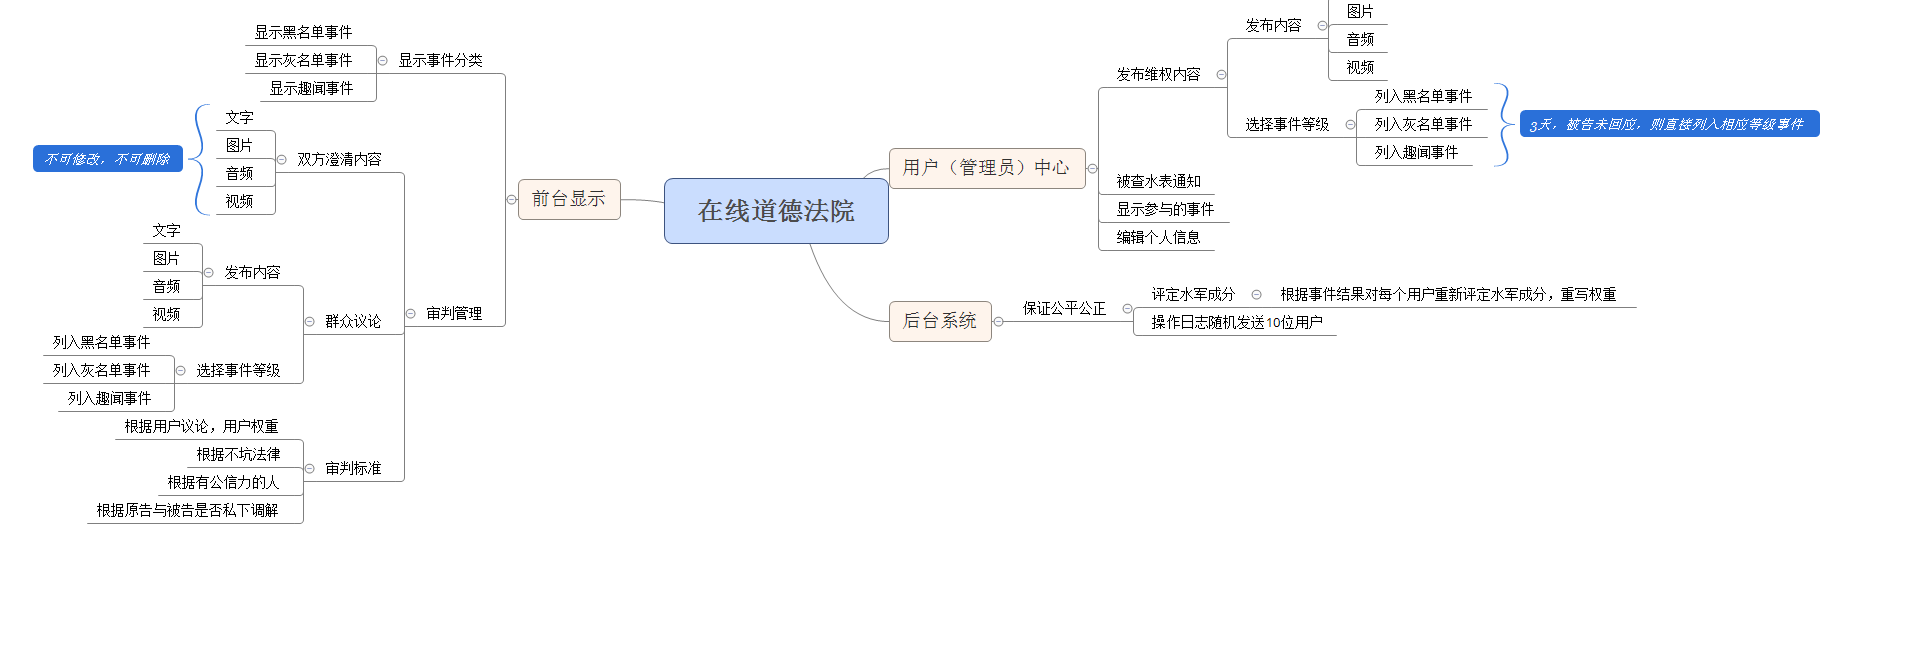 在线道德法院
前台显示
显示事件分类
显示黑名单事件
显示灰名单事件
显示趣闻事件
审判管理
双方澄清内容
文字
图片
音频
视频
不可修改，不可删除
群众议论
发布内容
文字
图片
音频
视频
选择事件等级
列入黑名单事件
列入灰名单事件
列入趣闻事件
审判标准
根据用户议论，用户权重
根据不坑法律
根据有公信力的人
根据原告与被告是否私下调解
用户（管理员）中心
发布维权内容
发布内容
图片
音频
视频
选择事件等级
列入黑名单事件
列入灰名单事件
列入趣闻事件
3天，被告未回应，则直接列入相应等级事件
被查水表通知
显示参与的事件
编辑个人信息
后台系统
保证公平公正
评定水军成分
根据事件结果对每个用户重新评定水军成分，重写权重
操作日志随机发送10位用户